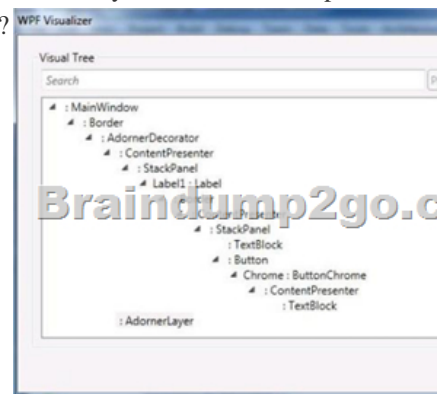 ?
WPF Visualizer
Visual Tree
Search
P
: MainWindow
: Border
: AdornerDecorator
: ContentPresenter
: StackPanel
Label1 : Label
Braindump2go.c
: StackPanel
: TextBlock
: Button
Chrome : ButtonChrome
: ContentPresenter
: TextBlock
: AdornerLayer